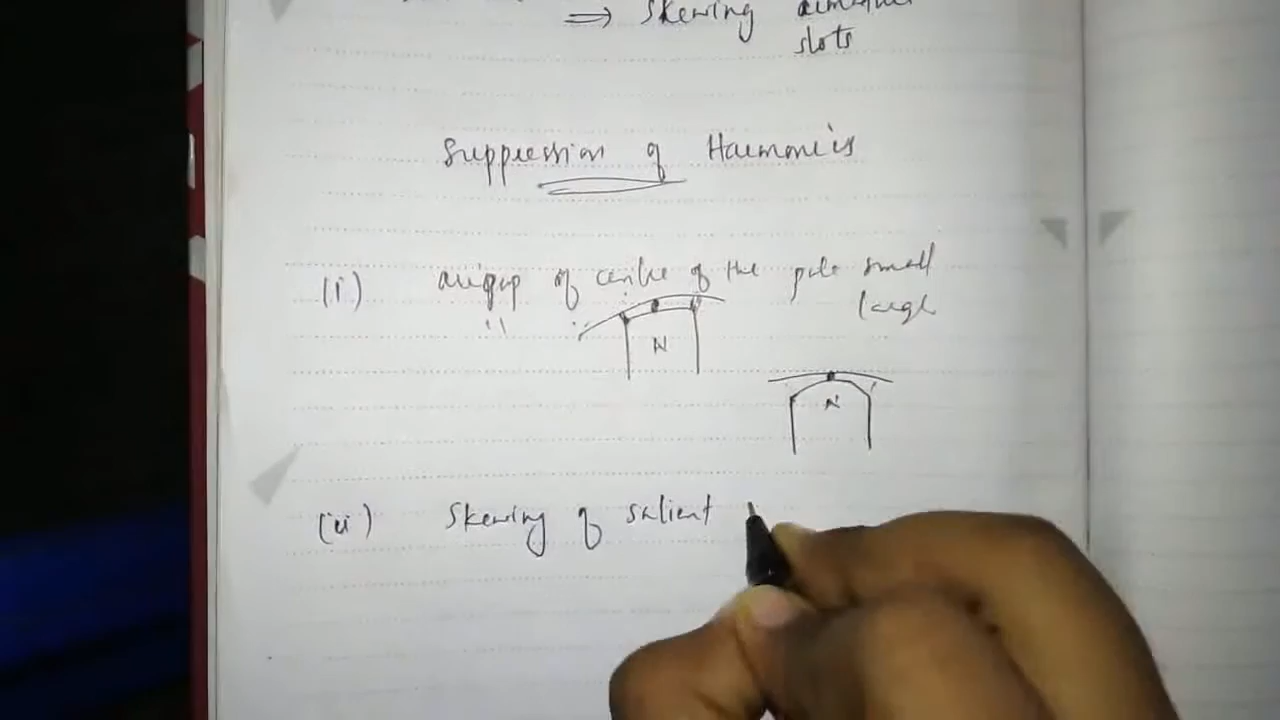 ⇒ Skewing
slots
Suppression of Harmonics
(i) airgap of centre of the pole small
" large
N
N
(ii) Skewing of salient